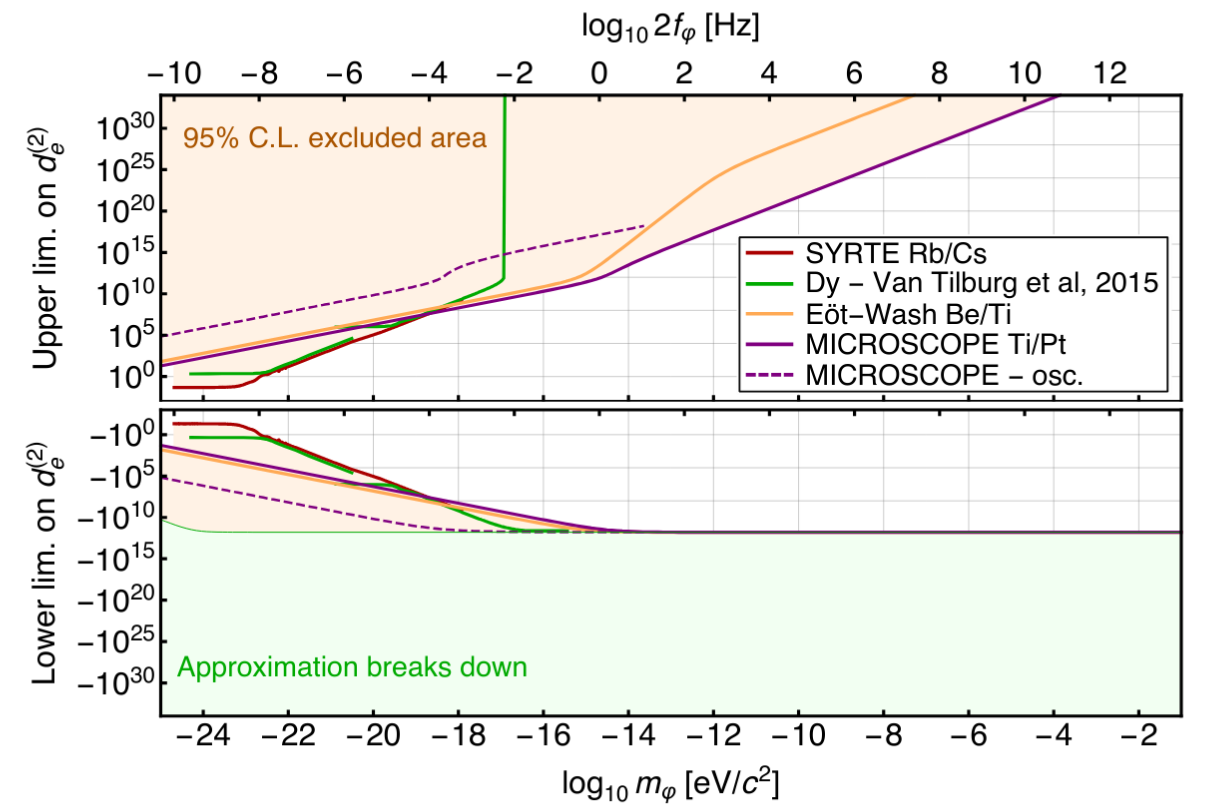 log₁₀ 2f_φ [Hz]
−10 −8 −6 −4 −2 0 2 4 6 8 10 12
Upper lim. on d_e^(2)
10³⁰
10²⁵
10²⁰
10¹⁵
10¹⁰
10⁵
10⁰
95% C.L. excluded area
SYRTE Rb/Cs
Dy − Van Tilburg et al, 2015
Eöt−Wash Be/Ti
MICROSCOPE Ti/Pt
MICROSCOPE − osc.
Lower lim. on d_e^(2)
−10⁰
−10⁵
−10¹⁰
−10¹⁵
−10²⁰
−10²⁵
−10³⁰
Approximation breaks down
−24 −22 −20 −18 −16 −14 −12 −10 −8 −6 −4 −2
log₁₀ m_φ [eV/c²]